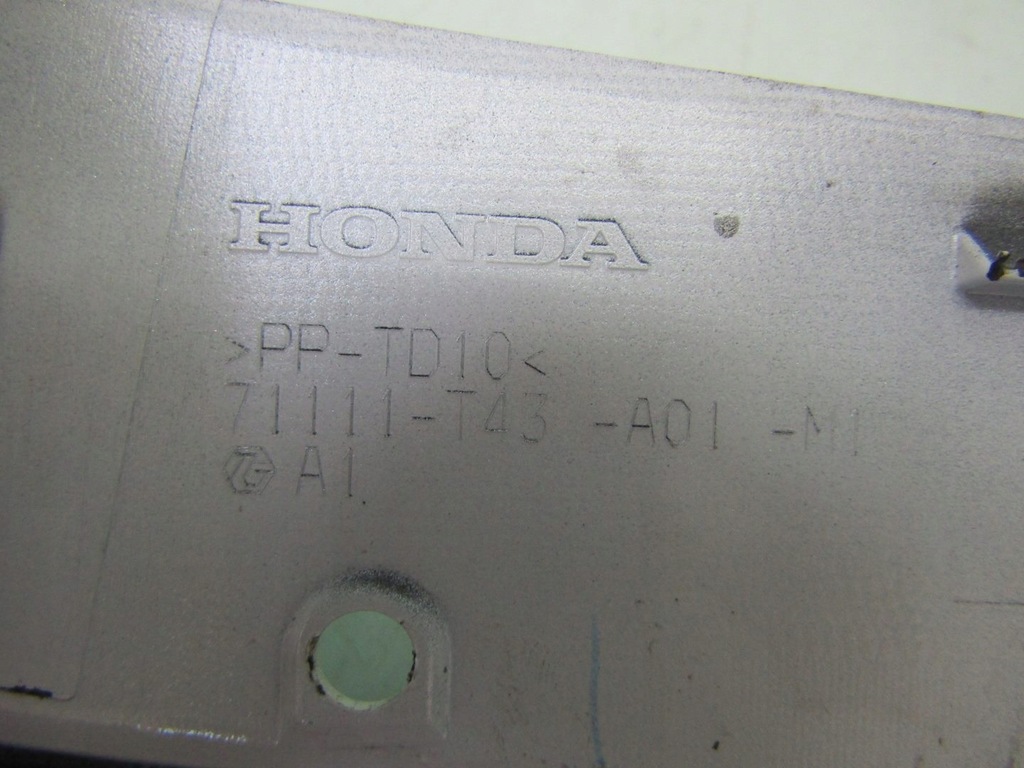 HONDA
>PP-TD10<
71111-T43 -A01 -M1
A1